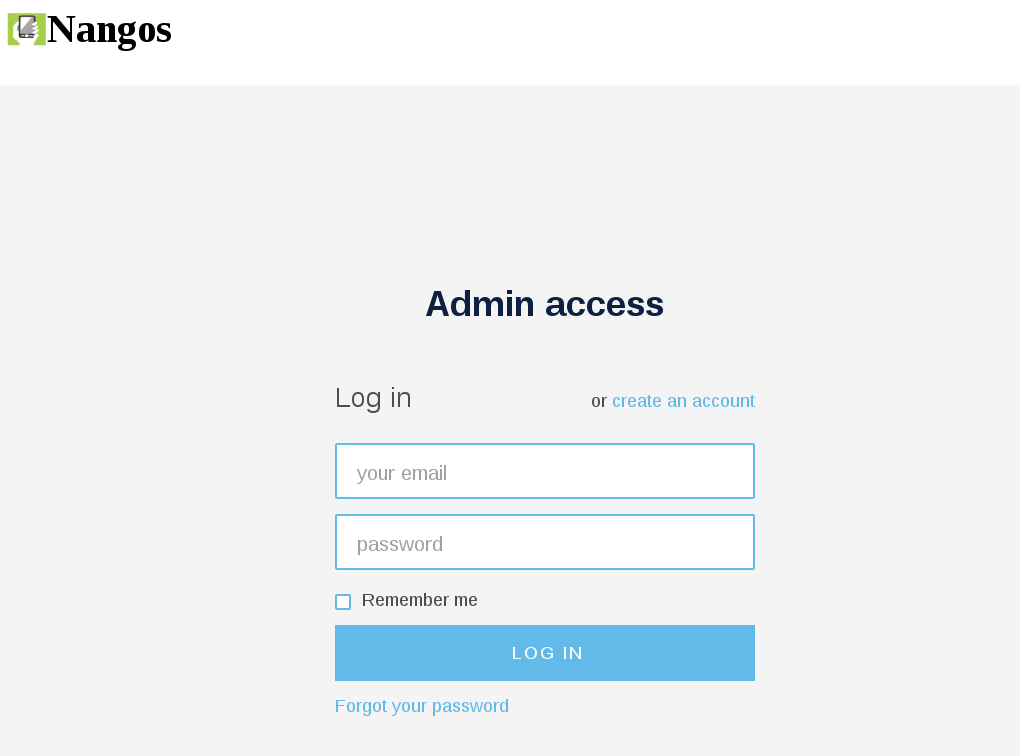 Nangos
Admin access
Log in
or create an account
your email
password
Remember me
LOG IN
Forgot your password